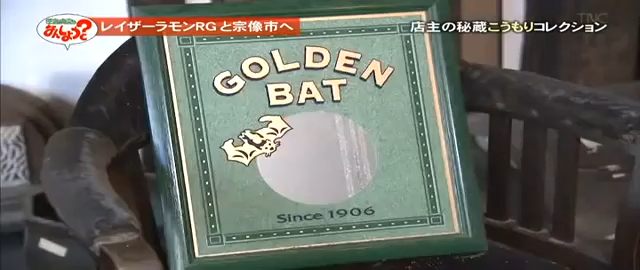 レイザーラモンRGと宗像市へ
店主の秘蔵こうもりコレクション
TNC
GOLDEN
BAT
Since 1906